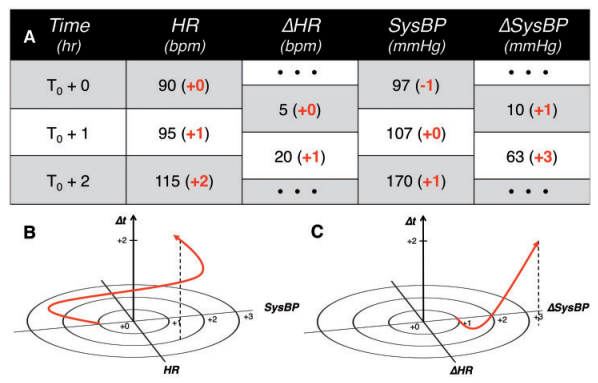 A Time (hr) HR (bpm) ΔHR (bpm) SysBP (mmHg) ΔSysBP (mmHg)
• • • • • •
T0 + 0 90 (+0) 97 (-1)
5 (+0) 10 (+1)
T0 + 1 95 (+1) 107 (+0)
20 (+1) 63 (+3)
T0 + 2 115 (+2) 170 (+1)
• • • • • •
B Δt +2 +0 +1 +2 +3 SysBP HR
C Δt +2 +0 +1 +2 +3 ΔSysBP ΔHR